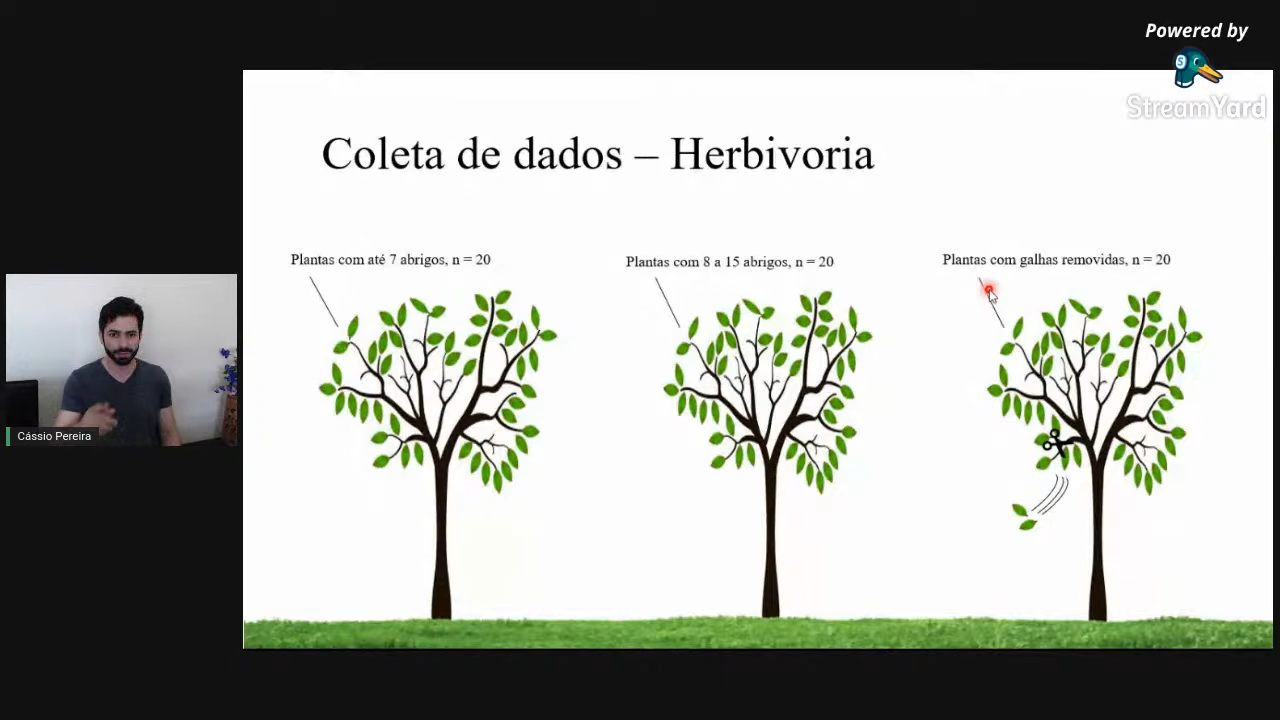 Powered by
StreamYard
Coleta de dados – Herbivoria
Plantas com até 7 abrigos, n = 20
Plantas com 8 a 15 abrigos, n = 20
Plantas com galhas removidas, n = 20
Cássio Pereira